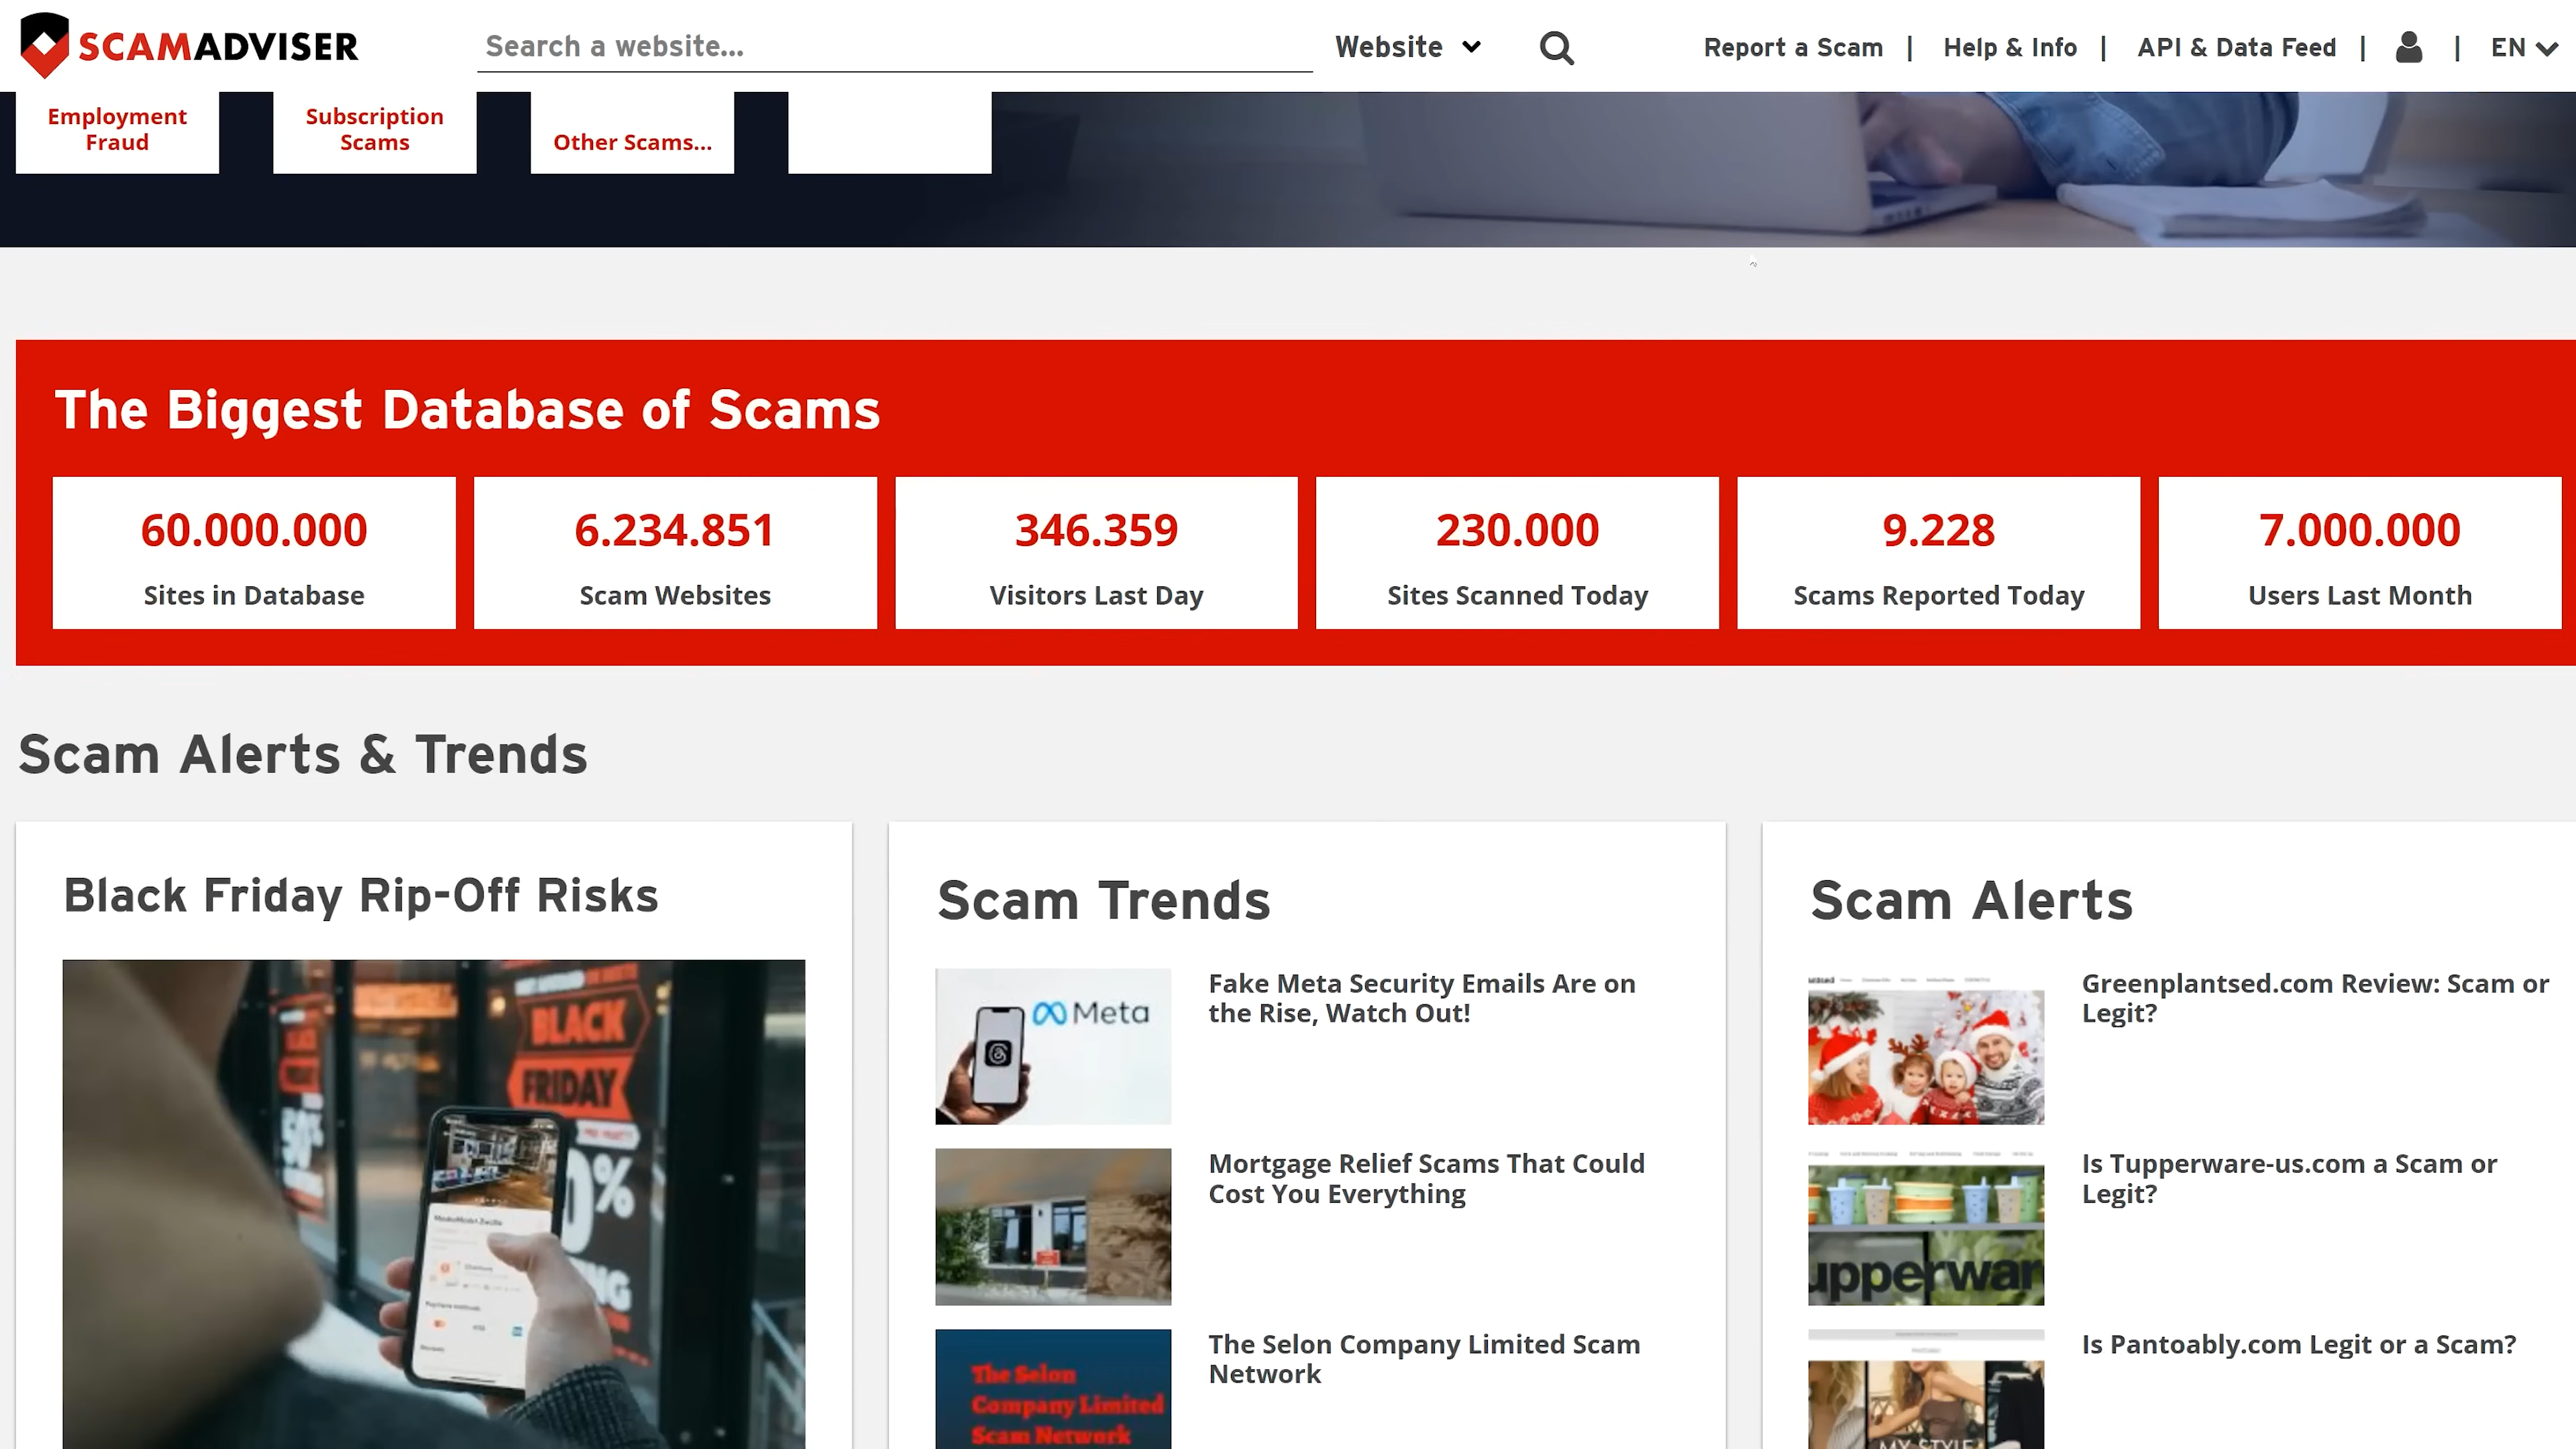 SCAMADVISER
Search a website...
Website
Report a Scam | Help & Info | API & Data Feed | | EN
Employment
Fraud
Subscription
Scams
Other Scams...
The Biggest Database of Scams
60.000.000
Sites in Database
6.234.851
Scam Websites
346.359
Visitors Last Day
230.000
Sites Scanned Today
9.228
Scams Reported Today
7.000.000
Users Last Month
Scam Alerts & Trends
Black Friday Rip-Off Risks
BLACK
FRIDAY
Scam Trends
Meta
Fake Meta Security Emails Are on
the Rise, Watch Out!
Mortgage Relief Scams That Could
Cost You Everything
The Selon
Company Limited
Scam Network
The Selon Company Limited Scam
Network
Scam Alerts
Greenplantsed.com Review: Scam or
Legit?
upperwar
Is Tupperware-us.com a Scam or
Legit?
MY STYLE
Is Pantoably.com Legit or a Scam?